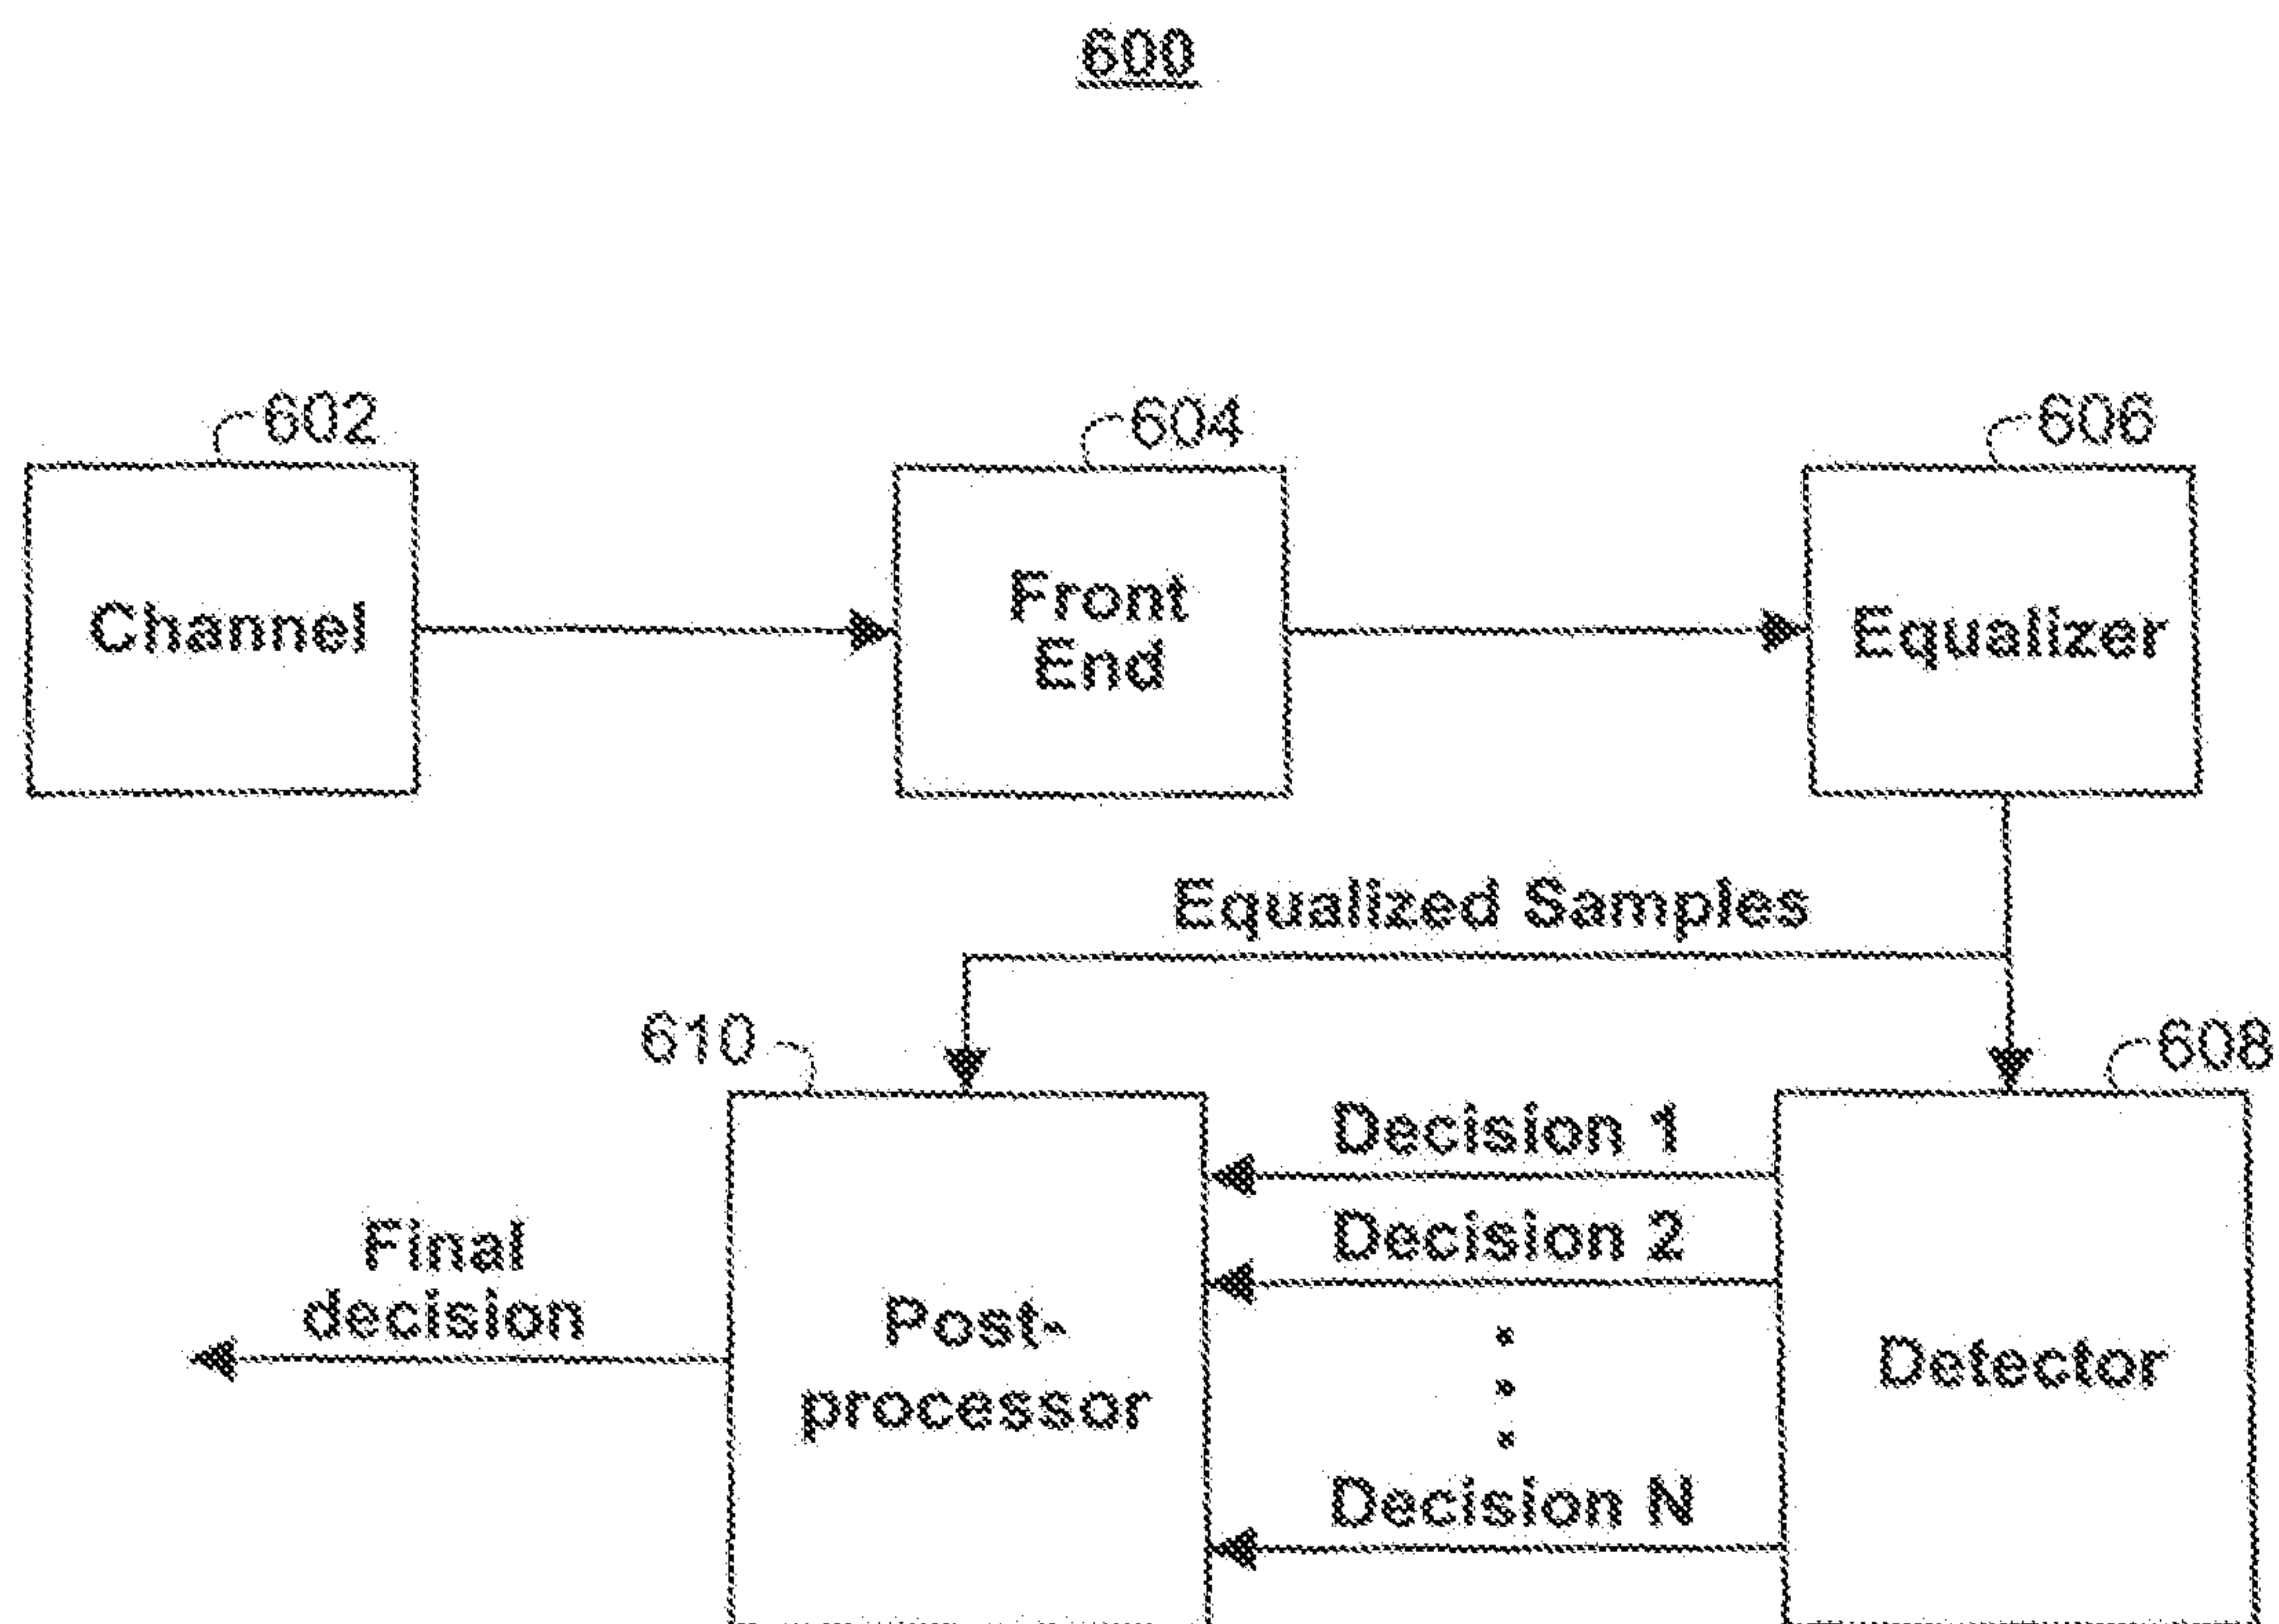 600
602
604
606
Channel
Front
End
Equalizer
Equalized Samples
610
608
Decision 1
Decision 2
Final
decision
Post-
processor
Detector
Decision N